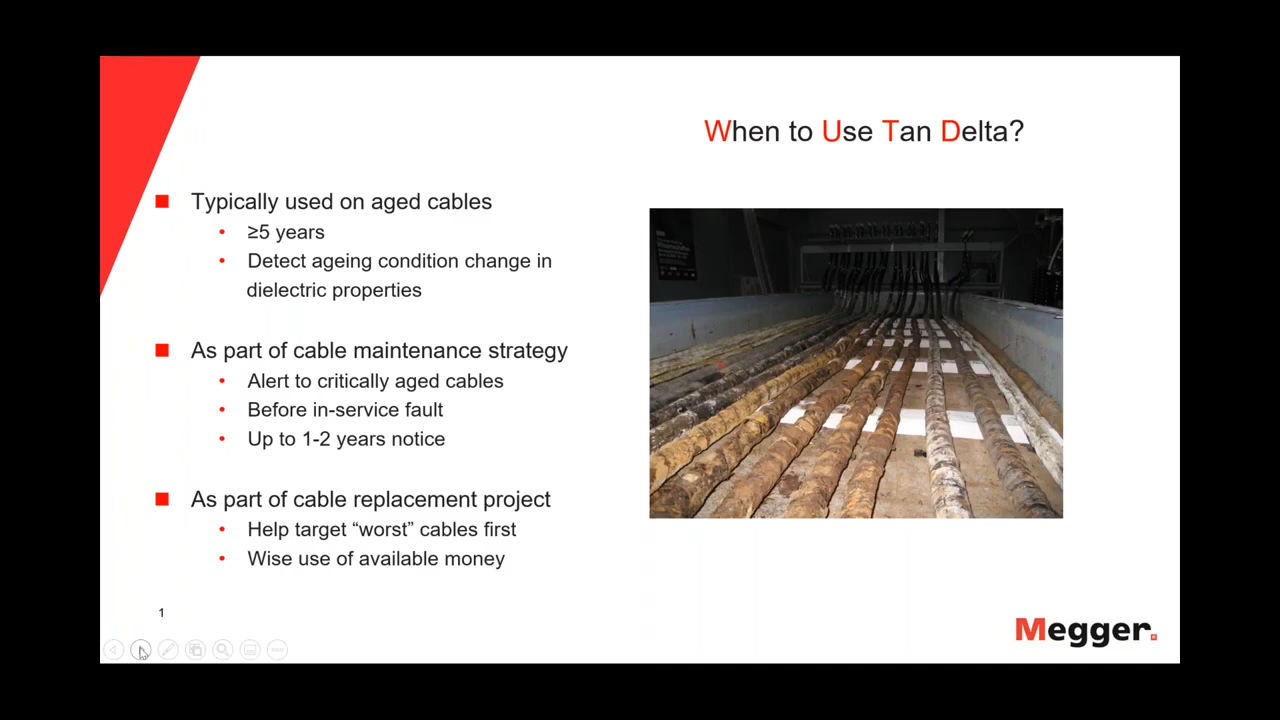 When to Use Tan Delta?
Typically used on aged cables
≥5 years
Detect ageing condition change in
dielectric properties
As part of cable maintenance strategy
Alert to critically aged cables
Before in-service fault
Up to 1-2 years notice
As part of cable replacement project
Help target “worst” cables first
Wise use of available money
1
Megger.